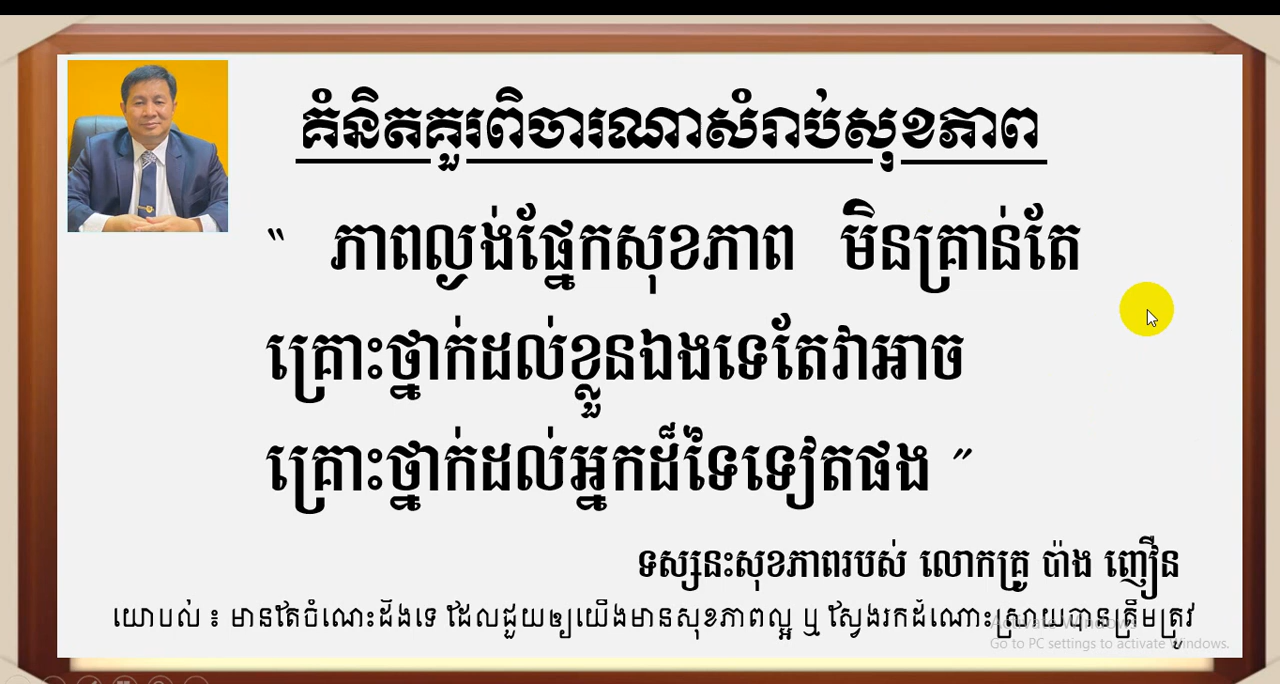 គំនិតគួរពិចារណាសំរាប់សុខភាព
“ ភាពល្ងង់ផ្នែកសុខភាព មិនគ្រាន់តែ
គ្រោះថ្នាក់ដល់ខ្លួនឯងទេតែវាអាច
គ្រោះថ្នាក់ដល់អ្នកដ៏ទៃទៀតផង ”
ទស្សនះសុខភាពរបស់ លោកគ្រូ ប៉ាង ញឿន
យោបល់ ៖ មានតែចំណេះដឹងទេ ដែលជួយឲ្យយើងមានសុខភាពល្អ ឬ ស្វែងរកដំណោះស្រាយបានត្រឹមត្រូវ
Activate Windows
Go to PC settings to activate Windows.